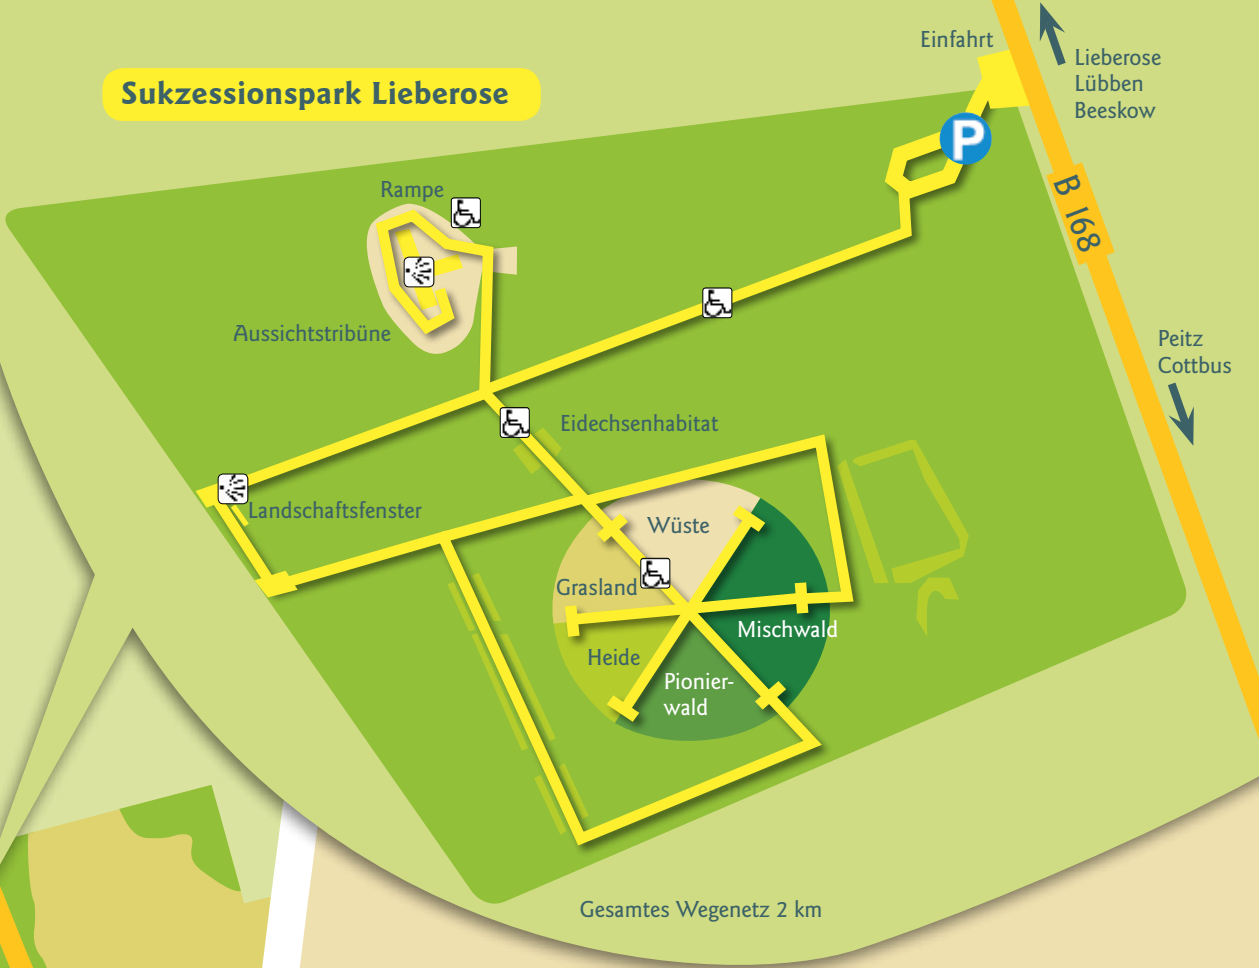 Einfahrt
Lieberose
Lübben
Beeskow
Sukzessionspark Lieberose
P
B 168
Rampe
Aussichtstribüne
Peitz
Cottbus
Eidechsenhabitat
Landschaftsfenster
Wüste
Grasland
Mischwald
Heide
Pionier-
wald
Gesamtes Wegenetz 2 km